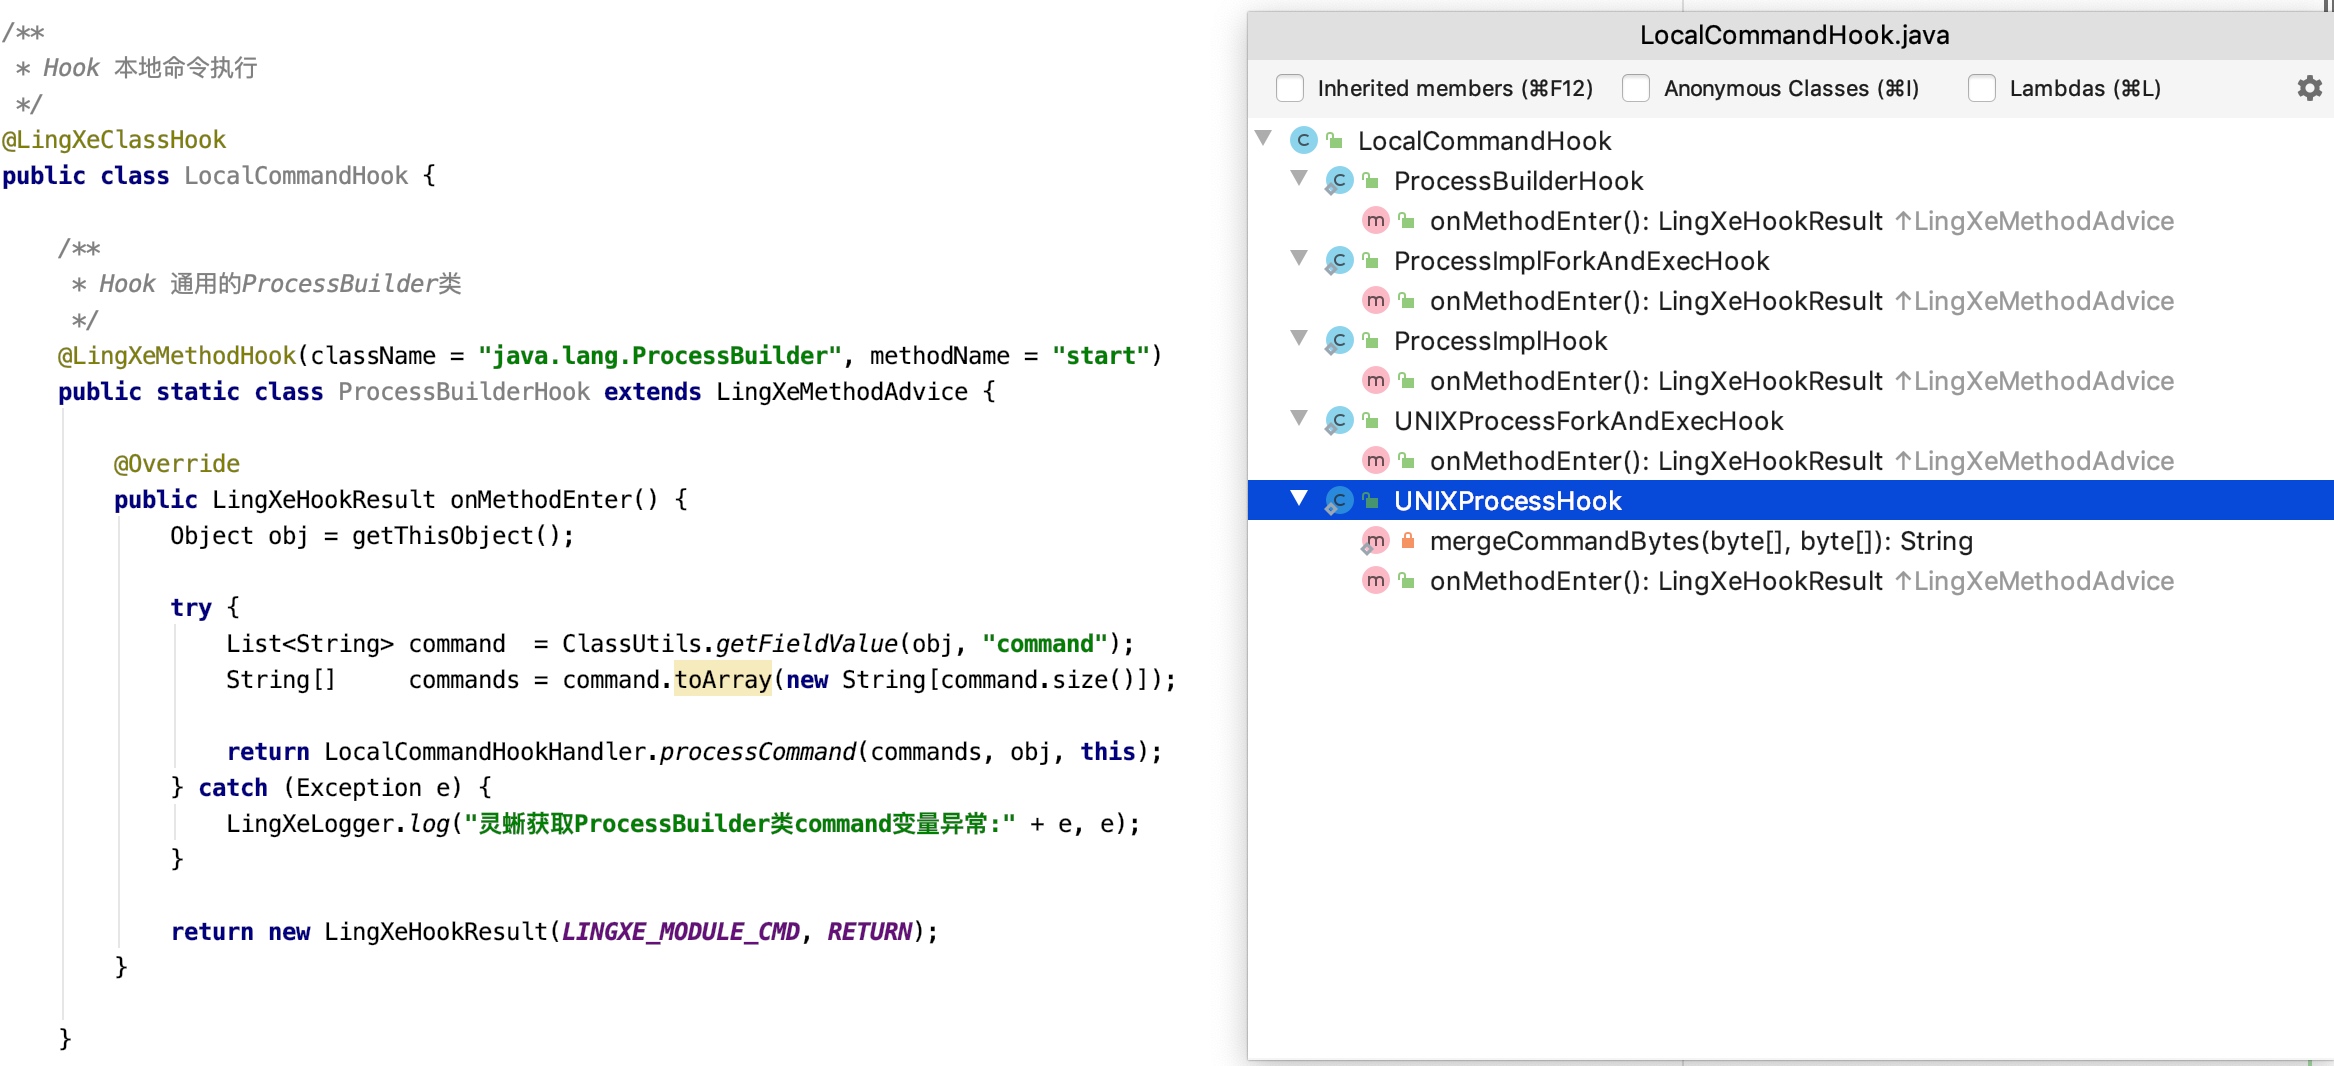 /**
 * Hook 本地命令执行
 */
@LingXeClassHook
public class LocalCommandHook {
    /**
     * Hook 通用的ProcessBuilder类
     */
    @LingXeMethodHook(className = "java.lang.ProcessBuilder", methodName = "start")
    public static class ProcessBuilderHook extends LingXeMethodAdvice {
        @Override
        public LingXeHookResult onMethodEnter() {
            Object obj = getThisObject();
            try {
                List<String> command  = ClassUtils.getFieldValue(obj, "command");
                String[]     commands = command.toArray(new String[command.size()]);
                return LocalCommandHookHandler.processCommand(commands, obj, this);
            } catch (Exception e) {
                LingXeLogger.log("灵蜥获取ProcessBuilder类command变量异常:" + e, e);
            }
            return new LingXeHookResult(LINGXE_MODULE_CMD, RETURN);
        }
    }
LocalCommandHook.java
Inherited members (⌘F12) Anonymous Classes (⌘I) Lambdas (⌘L)
LocalCommandHook
ProcessBuilderHook
onMethodEnter(): LingXeHookResult ↑LingXeMethodAdvice
ProcessImplForkAndExecHook
onMethodEnter(): LingXeHookResult ↑LingXeMethodAdvice
ProcessImplHook
onMethodEnter(): LingXeHookResult ↑LingXeMethodAdvice
UNIXProcessForkAndExecHook
onMethodEnter(): LingXeHookResult ↑LingXeMethodAdvice
UNIXProcessHook
mergeCommandBytes(byte[], byte[]): String
onMethodEnter(): LingXeHookResult ↑LingXeMethodAdvice